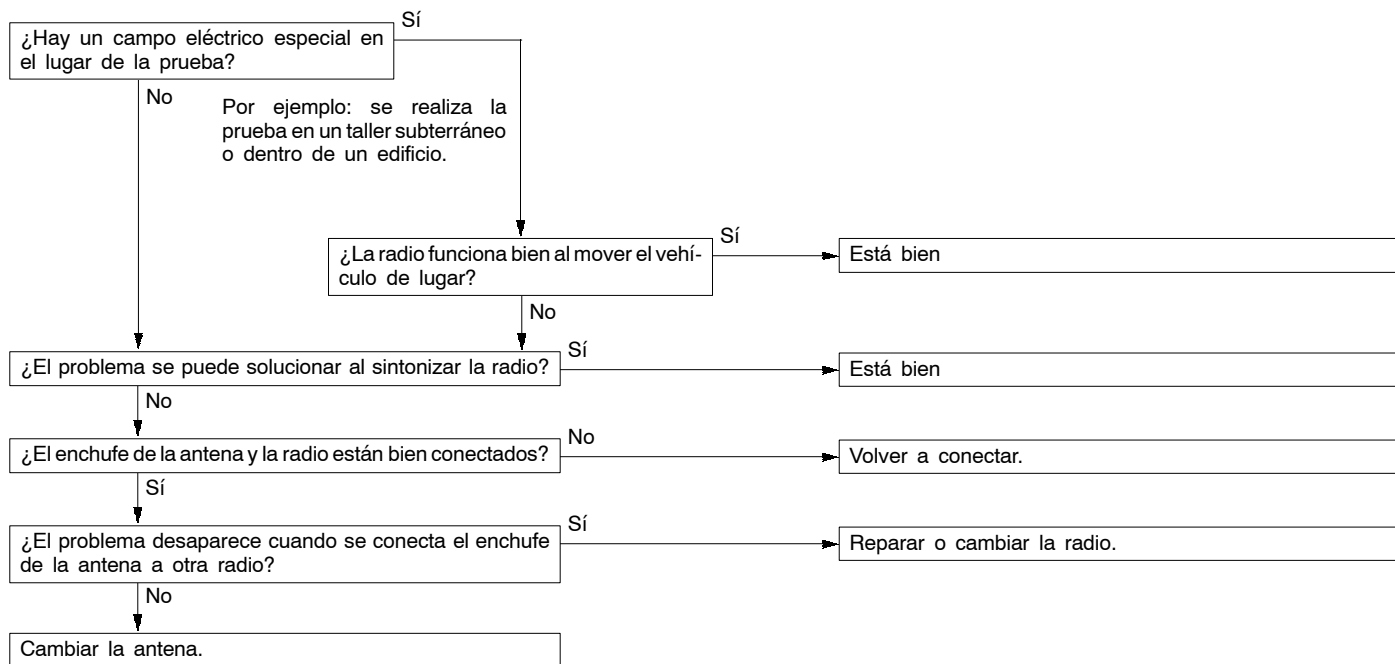 Sí
¿Hay un campo eléctrico especial en
el lugar de la prueba?
No
Por ejemplo: se realiza la
prueba en un taller subterráneo
o dentro de un edificio.
Sí
¿La radio funciona bien al mover el vehí-
culo de lugar?
Está bien
No
Sí
¿El problema se puede solucionar al sintonizar la radio?
Está bien
No
No
¿El enchufe de la antena y la radio están bien conectados?
Volver a conectar.
Sí
Sí
¿El problema desaparece cuando se conecta el enchufe
de la antena a otra radio?
Reparar o cambiar la radio.
No
Cambiar la antena.